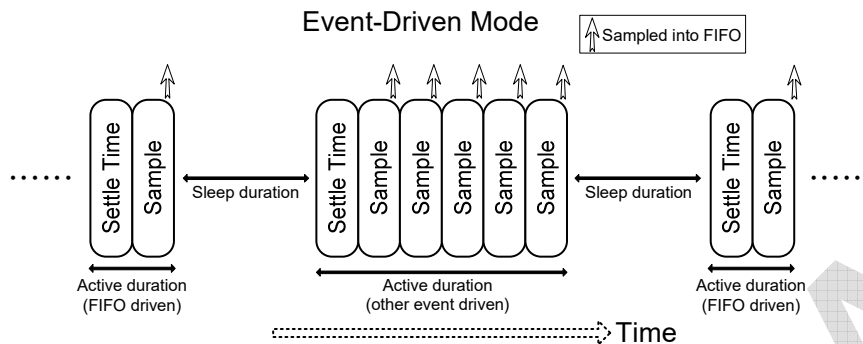 Event-Driven Mode
Sampled into FIFO
Settle Time
Sample
Sleep duration
Settle Time
Sample
Sample
Sample
Sample
Sample
Sleep duration
Settle Time
Sample
Active duration
(FIFO driven)
Active duration
(other event driven)
Active duration
(FIFO driven)
Time